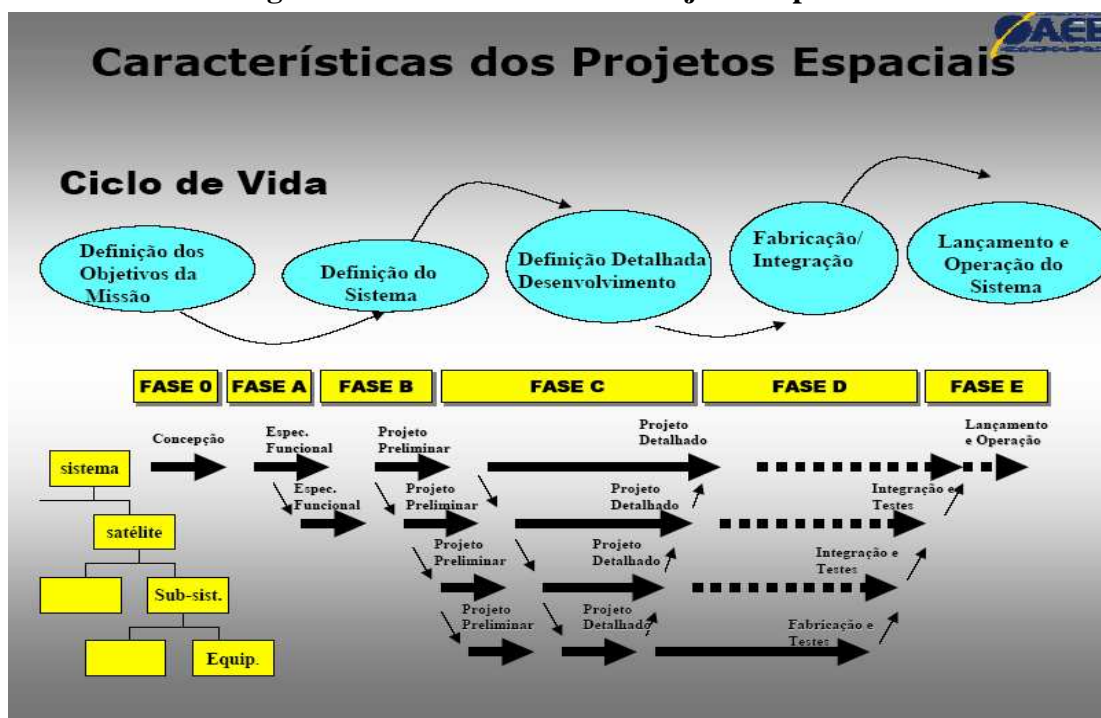 AEB
Características dos Projetos Espaciais
Ciclo de Vida
Definição dos
Objetivos da
Missão
Definição do
Sistema
Definição Detalhada
Desenvolvimento
Fabricação/
Integração
Lançamento e
Operação do
Sistema
FASE 0
FASE A
FASE B
FASE C
FASE D
FASE E
Concepção
Espec.
Funcional
Projeto
Preliminar
Projeto
Detalhado
Lançamento
e Operação
sistema
Espec.
Funcional
Projeto
Preliminar
Projeto
Detalhado
Integração e
Testes
satélite
Projeto
Preliminar
Projeto
Detalhado
Integração e
Testes
Sub-sist.
Projeto
Preliminar
Projeto
Detalhado
Fabricação e
Testes
Equip.